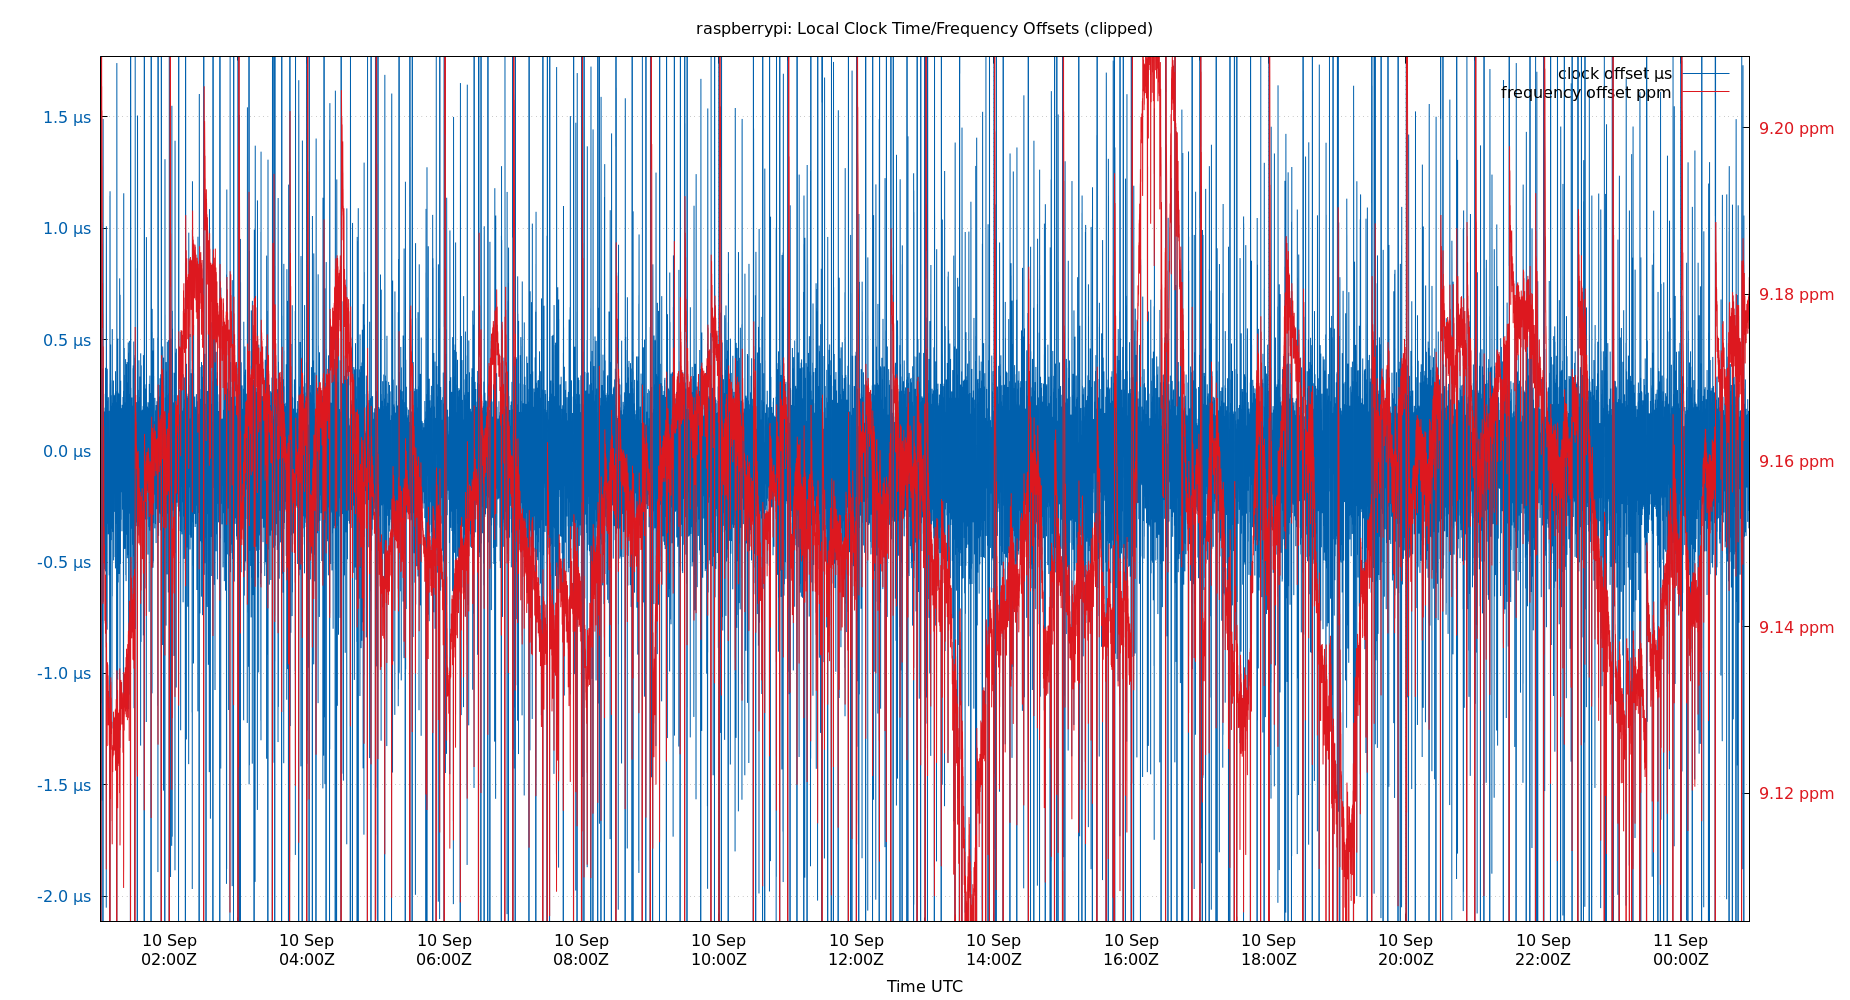 raspberrypi: Local Clock Time/Frequency Offsets (clipped)
clock offset µs
frequency offset ppm
1.5 µs
1.0 µs
0.5 µs
0.0 µs
-0.5 µs
-1.0 µs
-1.5 µs
-2.0 µs
9.20 ppm
9.18 ppm
9.16 ppm
9.14 ppm
9.12 ppm
10 Sep
02:00Z
10 Sep
04:00Z
10 Sep
06:00Z
10 Sep
08:00Z
10 Sep
10:00Z
10 Sep
12:00Z
10 Sep
14:00Z
10 Sep
16:00Z
10 Sep
18:00Z
10 Sep
20:00Z
10 Sep
22:00Z
11 Sep
00:00Z
Time UTC